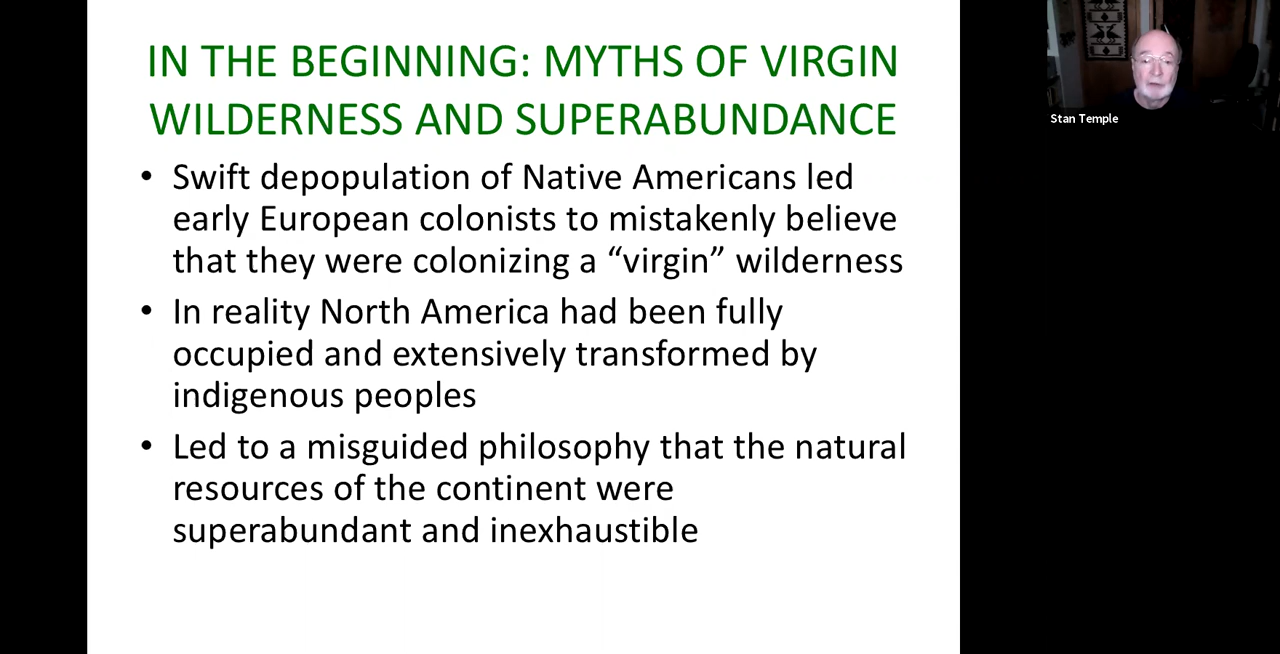 IN THE BEGINNING: MYTHS OF VIRGIN
WILDERNESS AND SUPERABUNDANCE
• Swift depopulation of Native Americans led
early European colonists to mistakenly believe
that they were colonizing a “virgin” wilderness
• In reality North America had been fully
occupied and extensively transformed by
indigenous peoples
• Led to a misguided philosophy that the natural
resources of the continent were
superabundant and inexhaustible
Stan Temple